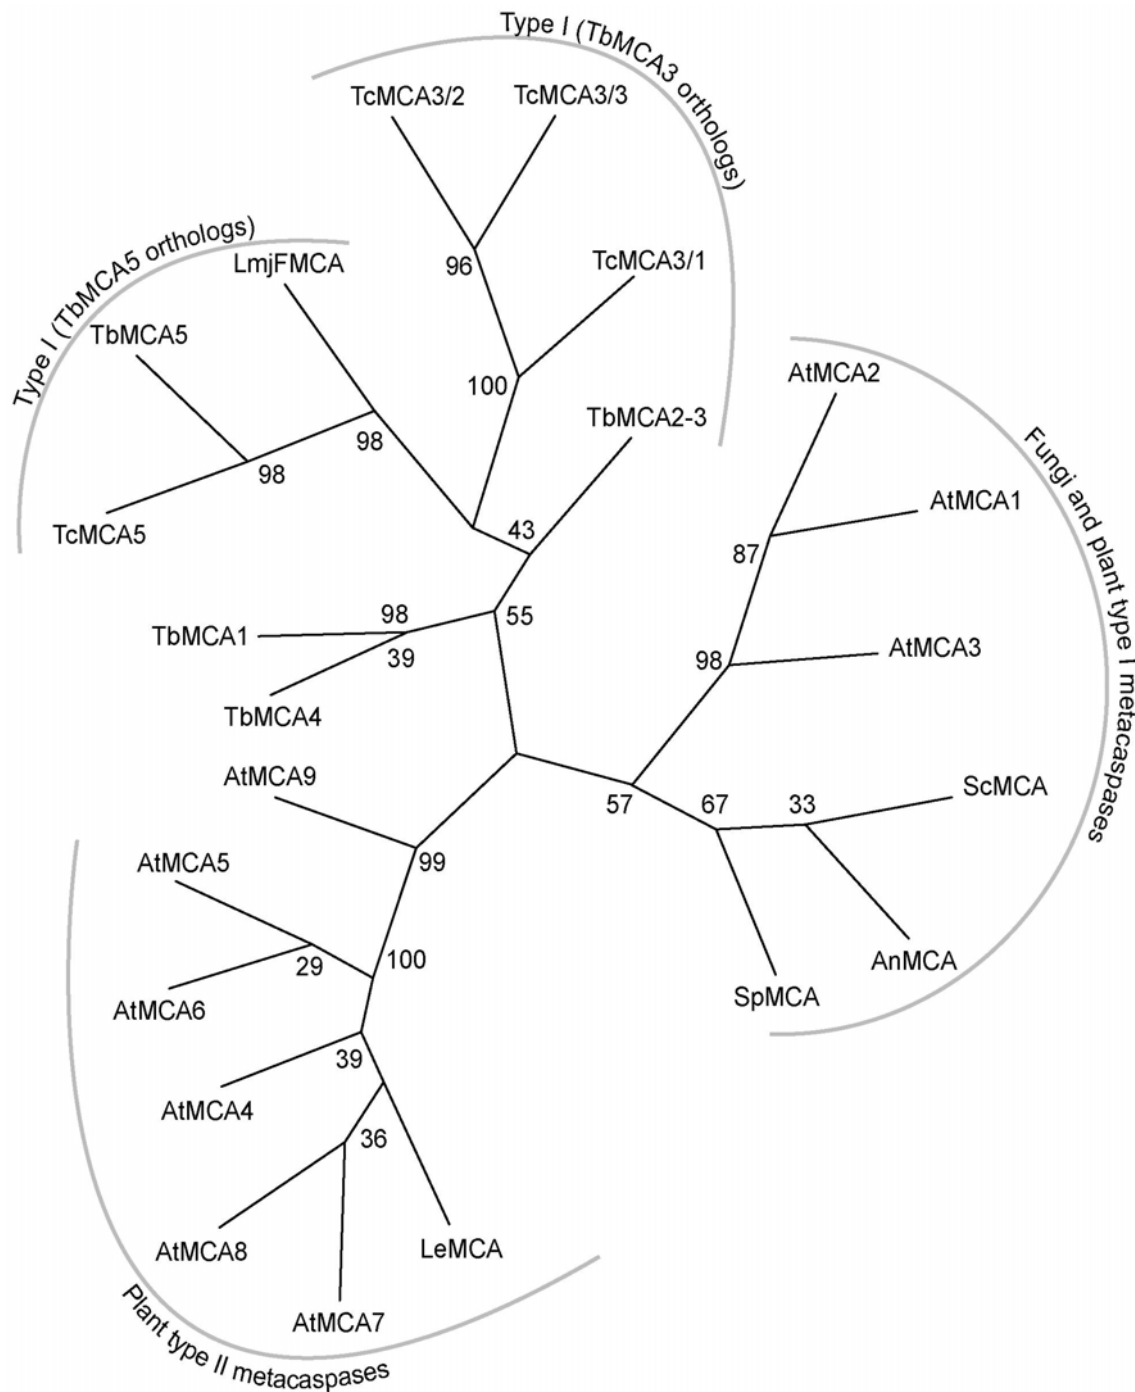 Type I (TbMCA3 orthologs)
TcMCA3/2
TcMCA3/3
Type I (TbMCA5 orthologs)
LmjFMCA
96
TcMCA3/1
TbMCA5
AtMCA2
100
TbMCA2-3
Fungi and plant type I metacaspases
98
98
AtMCA1
TcMCA5
43
87
98
55
TbMCA1
39
98
AtMCA3
TbMCA4
AtMCA9
57
67
33
ScMCA
AtMCA5
99
29
100
AnMCA
AtMCA6
SpMCA
39
AtMCA4
36
AtMCA8
LeMCA
AtMCA7
Plant type II metacaspases